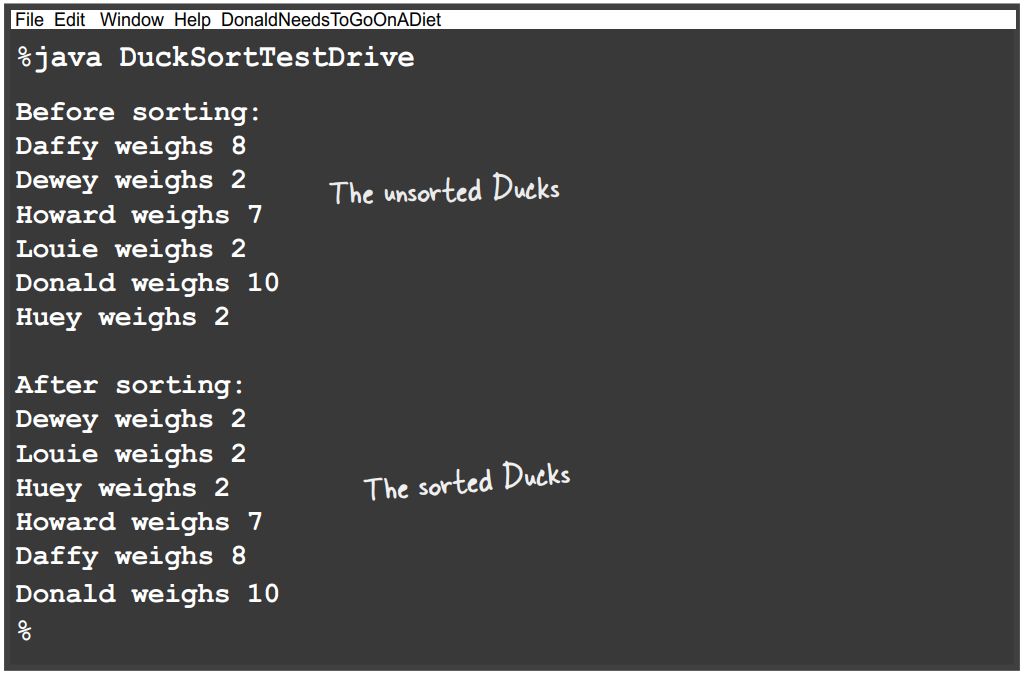 File Edit Window Help DonaldNeedsToGoOnADiet
%java DuckSortTestDrive
Before sorting:
Daffy weighs 8
Dewey weighs 2
The unsorted Ducks
Howard weighs 7
Louie weighs 2
Donald weighs 10
Huey weighs 2
After sorting:
Dewey weighs 2
Louie weighs 2
The sorted Ducks
Huey weighs 2
Howard weighs 7
Daffy weighs 8
Donald weighs 10
%